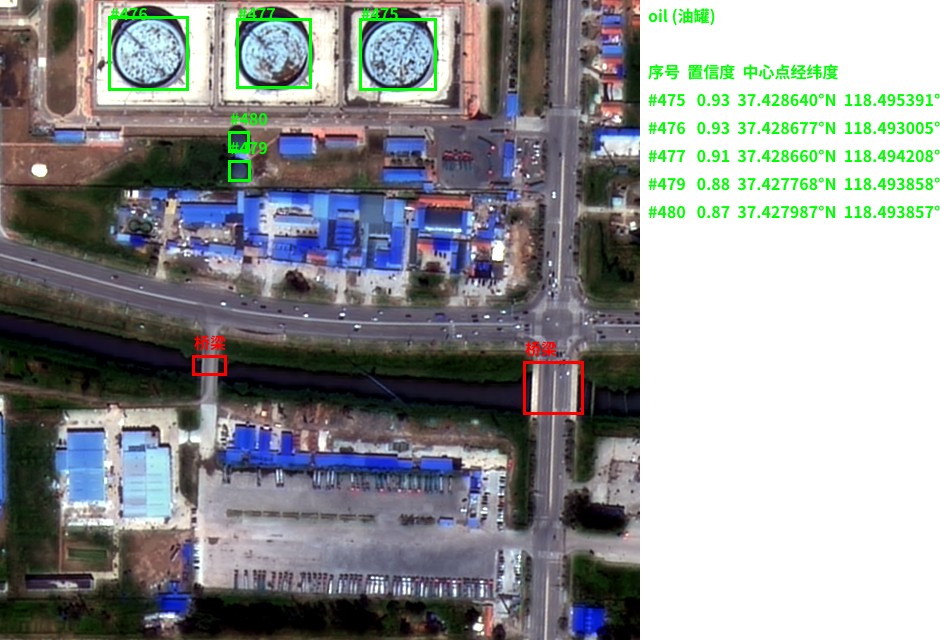 #476 #477 #475
#480
#479
桥梁
桥梁
oil (油罐)
序号 置信度 中心点经纬度
#475 0.93 37.428640°N 118.495391°
#476 0.93 37.428677°N 118.493005°
#477 0.91 37.428660°N 118.494208°
#479 0.88 37.427768°N 118.493858°
#480 0.87 37.427987°N 118.493857°